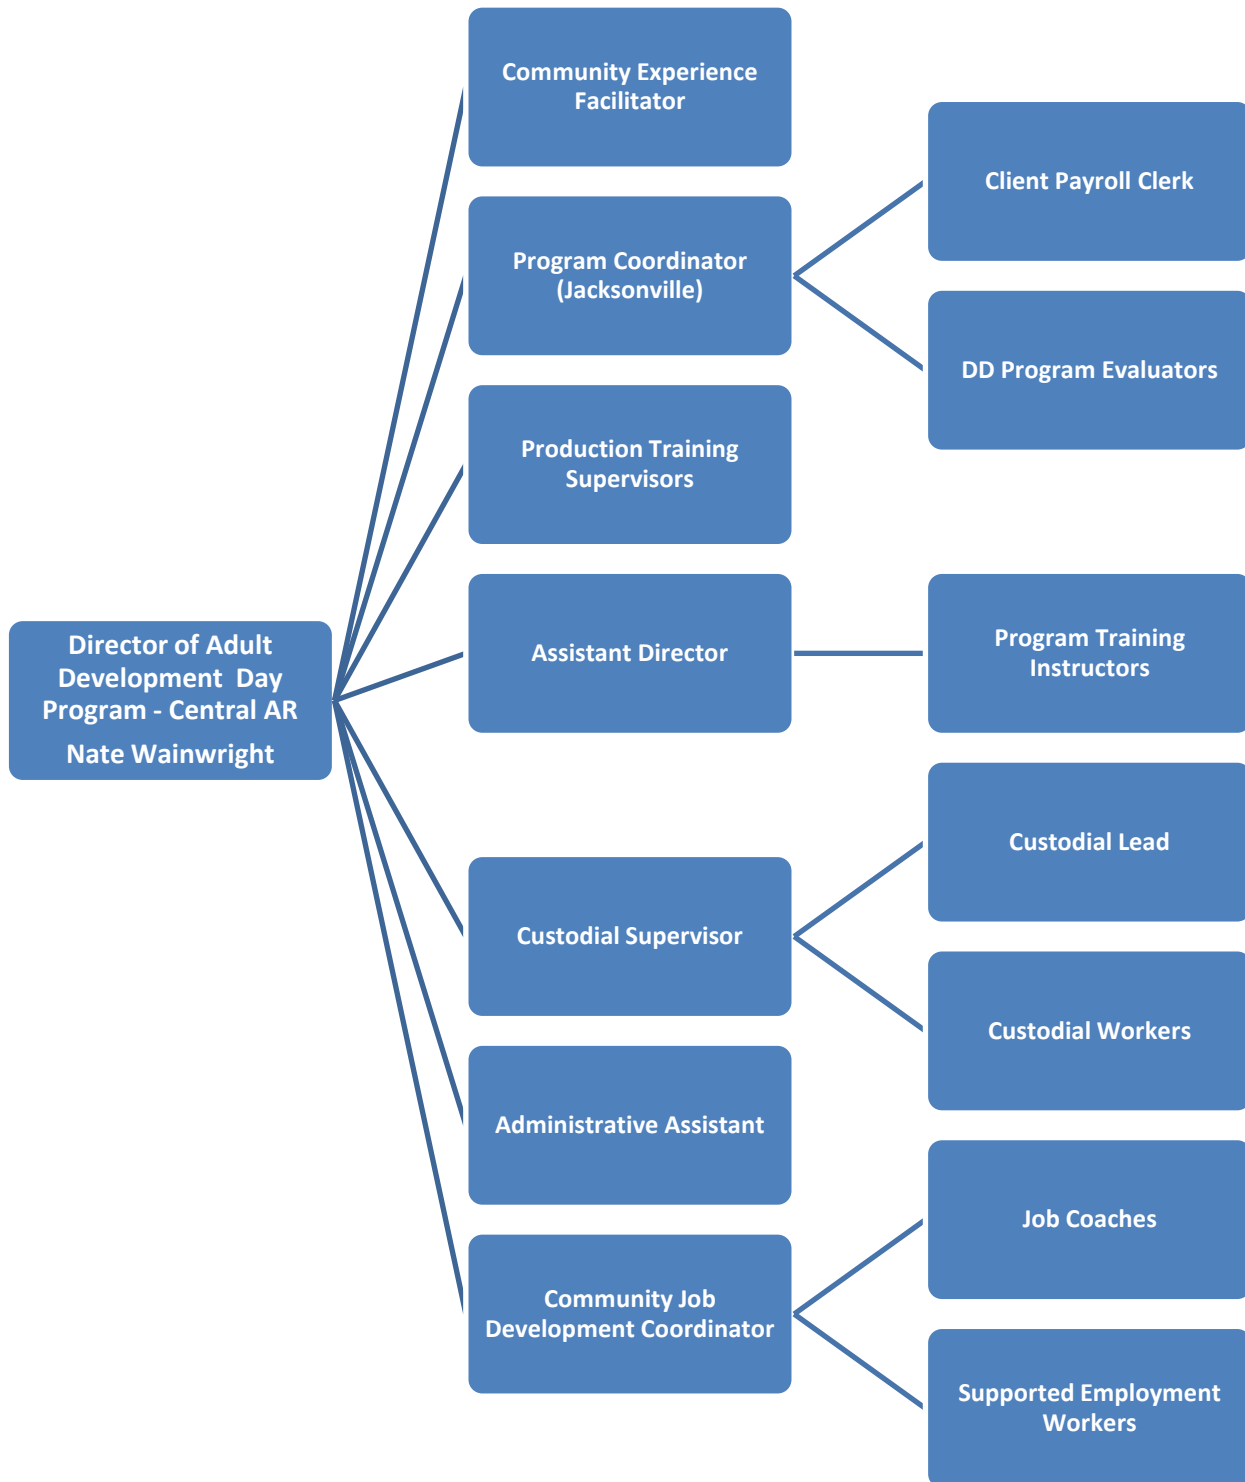 Community Experience
Facilitator
Client Payroll Clerk
Program Coordinator
(Jacksonville)
DD Program Evaluators
Production Training
Supervisors
Director of Adult
Development  Day
Program - Central AR
Nate Wainwright
Assistant Director
Program Training
Instructors
Custodial Lead
Custodial Supervisor
Custodial Workers
Administrative Assistant
Job Coaches
Community Job
Development Coordinator
Supported Employment
Workers